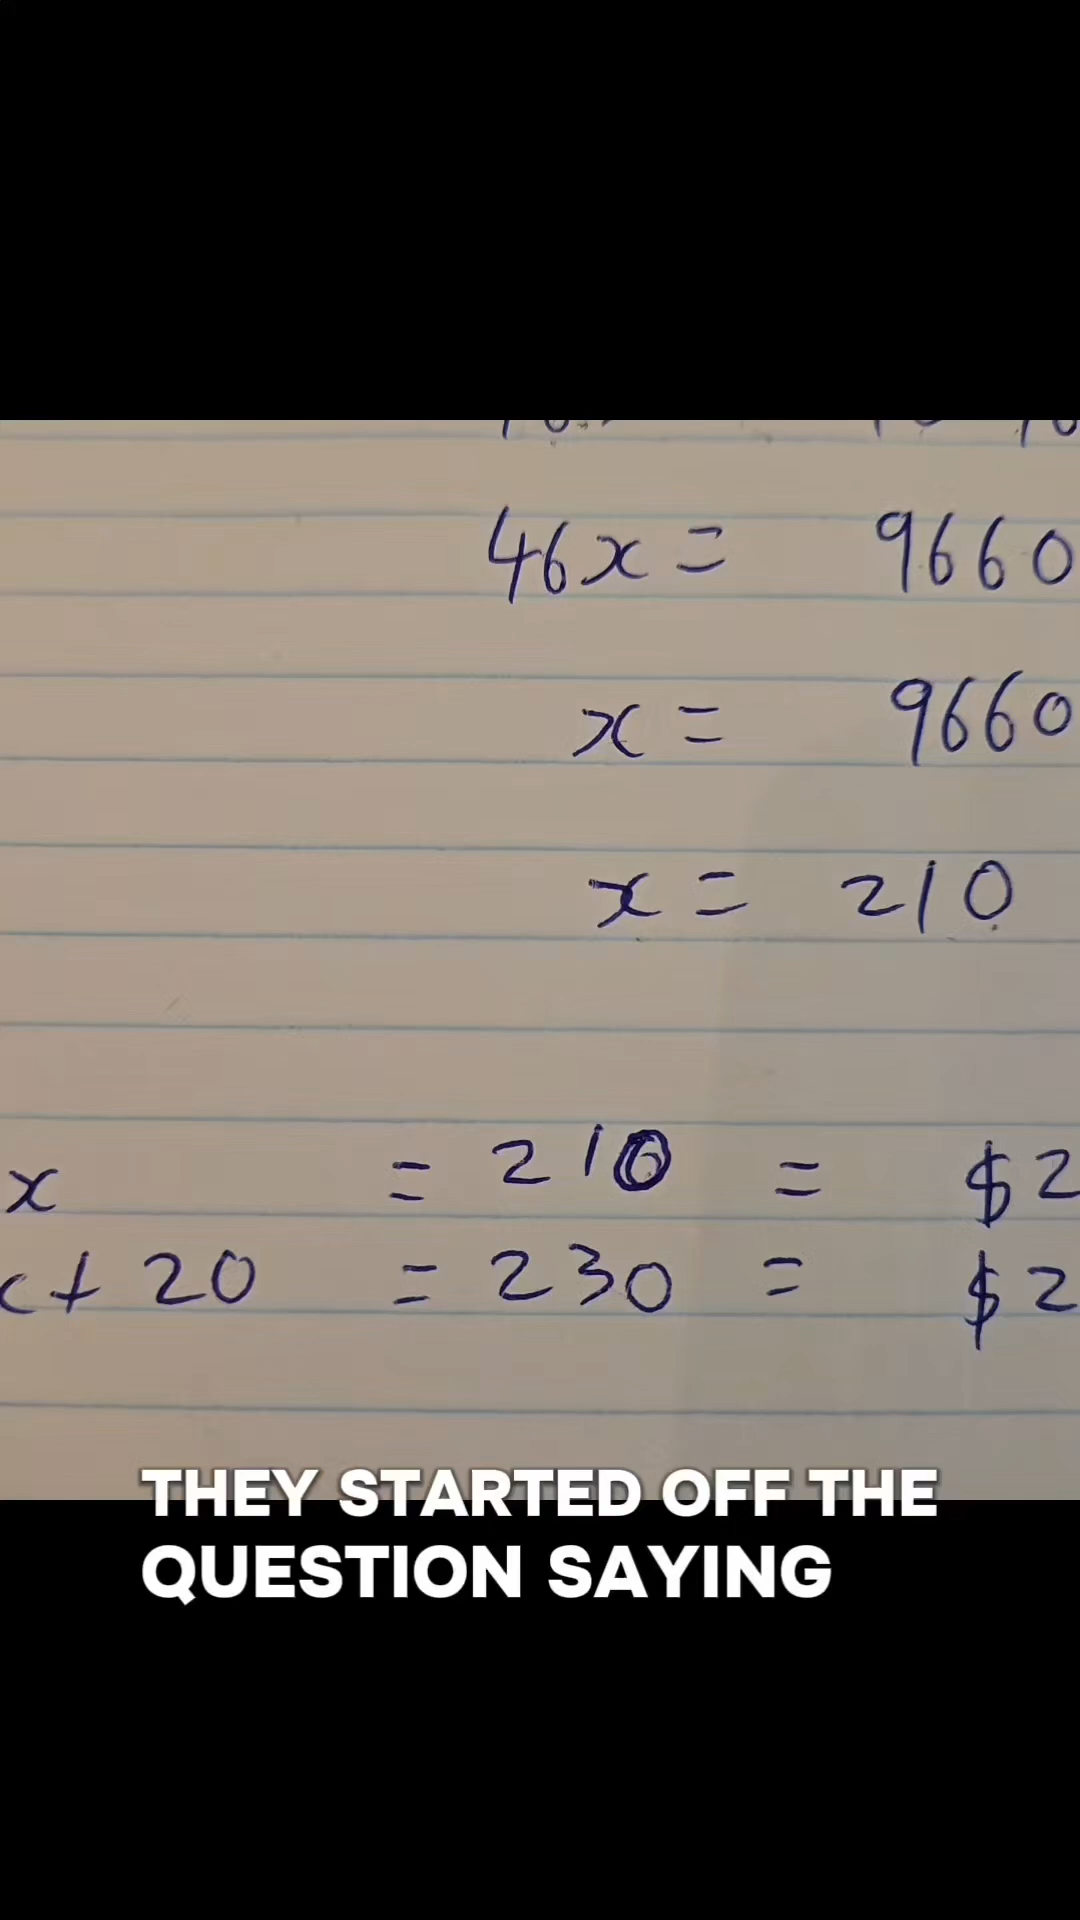 46x = 9660
x = 9660
x = 210
x = 210 = $2
x + 20 = 230 = $2
THEY STARTED OFF THE
QUESTION SAYING